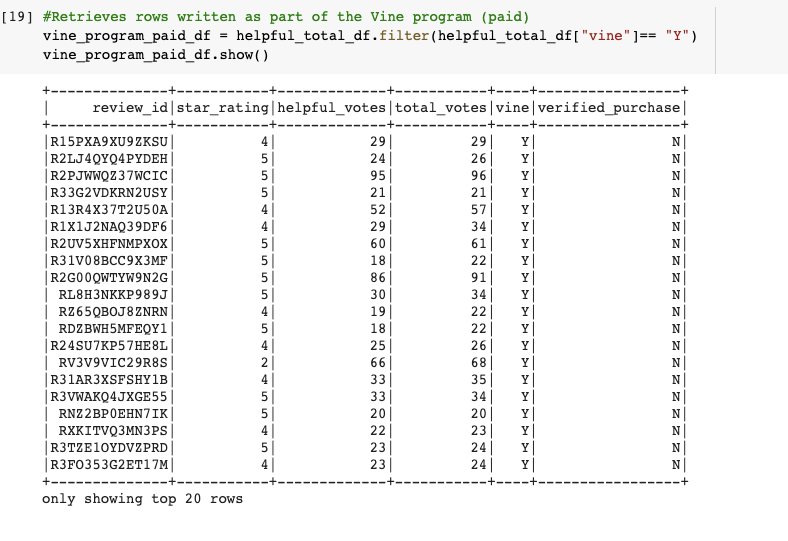 [19] #Retrieves rows written as part of the Vine program (paid)
vine_program_paid_df = helpful_total_df.filter(helpful_total_df["vine"]== "Y")
vine_program_paid_df.show()
+--------------+-----------+-------------+-----------+----+-----------------+
|     review_id|star_rating|helpful_votes|total_votes|vine|verified_purchase|
+--------------+-----------+-------------+-----------+----+-----------------+
|R15PXA9XU9ZKSU|          4|           29|         29|   Y|                N|
|R2LJ4QYQ4PYDEH|          5|           24|         26|   Y|                N|
|R2PJWWQZ37WCIC|          5|           95|         96|   Y|                N|
|R33G2VDKRN2USY|          5|           21|         21|   Y|                N|
|R13R4X37T2U50A|          4|           52|         57|   Y|                N|
|R1X1J2NAQ39DF6|          4|           29|         34|   Y|                N|
|R2UV5XHFNMPXOX|          5|           60|         61|   Y|                N|
|R31V08BCC9X3MF|          5|           18|         22|   Y|                N|
|R2G00QWTYW9N2G|          5|           86|         91|   Y|                N|
| RL8H3NKKP989J|          5|           30|         34|   Y|                N|
| RZ65QBOJ8ZNRN|          4|           19|         22|   Y|                N|
| RDZBWH5MFEQY1|          5|           18|         22|   Y|                N|
|R24SU7KP57HE8L|          4|           25|         26|   Y|                N|
| RV3V9VIC29R8S|          2|           66|         68|   Y|                N|
|R31AR3XSFSHY1B|          4|           33|         35|   Y|                N|
|R3VWAKQ4JXGE55|          5|           33|         34|   Y|                N|
| RNZ2BP0EHN7IK|          5|           20|         20|   Y|                N|
| RXKITVQ3MN3PS|          4|           22|         23|   Y|                N|
|R3TZE1OYDVZPRD|          5|           23|         24|   Y|                N|
|R3FO353G2ET17M|          4|           23|         24|   Y|                N|
+--------------+-----------+-------------+-----------+----+-----------------+
only showing top 20 rows